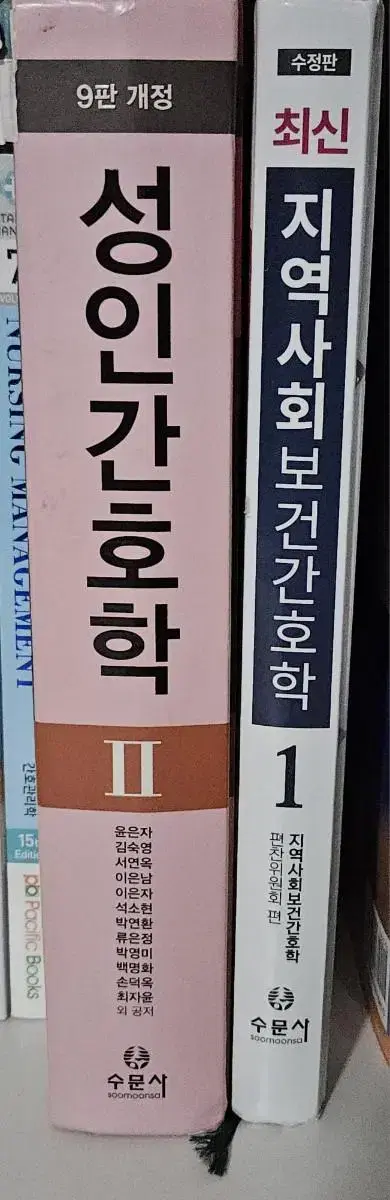 NURSING MANAGEMENT
간호관리학
15th
Edition
Pacific Books
9판 개정
성인간호학
II
윤은자
김숙영
서연옥
이은남
이은자
석소현
박연환
류은정
박영미
백명화
손덕옥
최자윤
외 공저
수문사
soomoonsa
수정판
최신
지역사회보건간호학
1
지역사회보건간호학
편찬위원회 편
수문사
soomoonsa